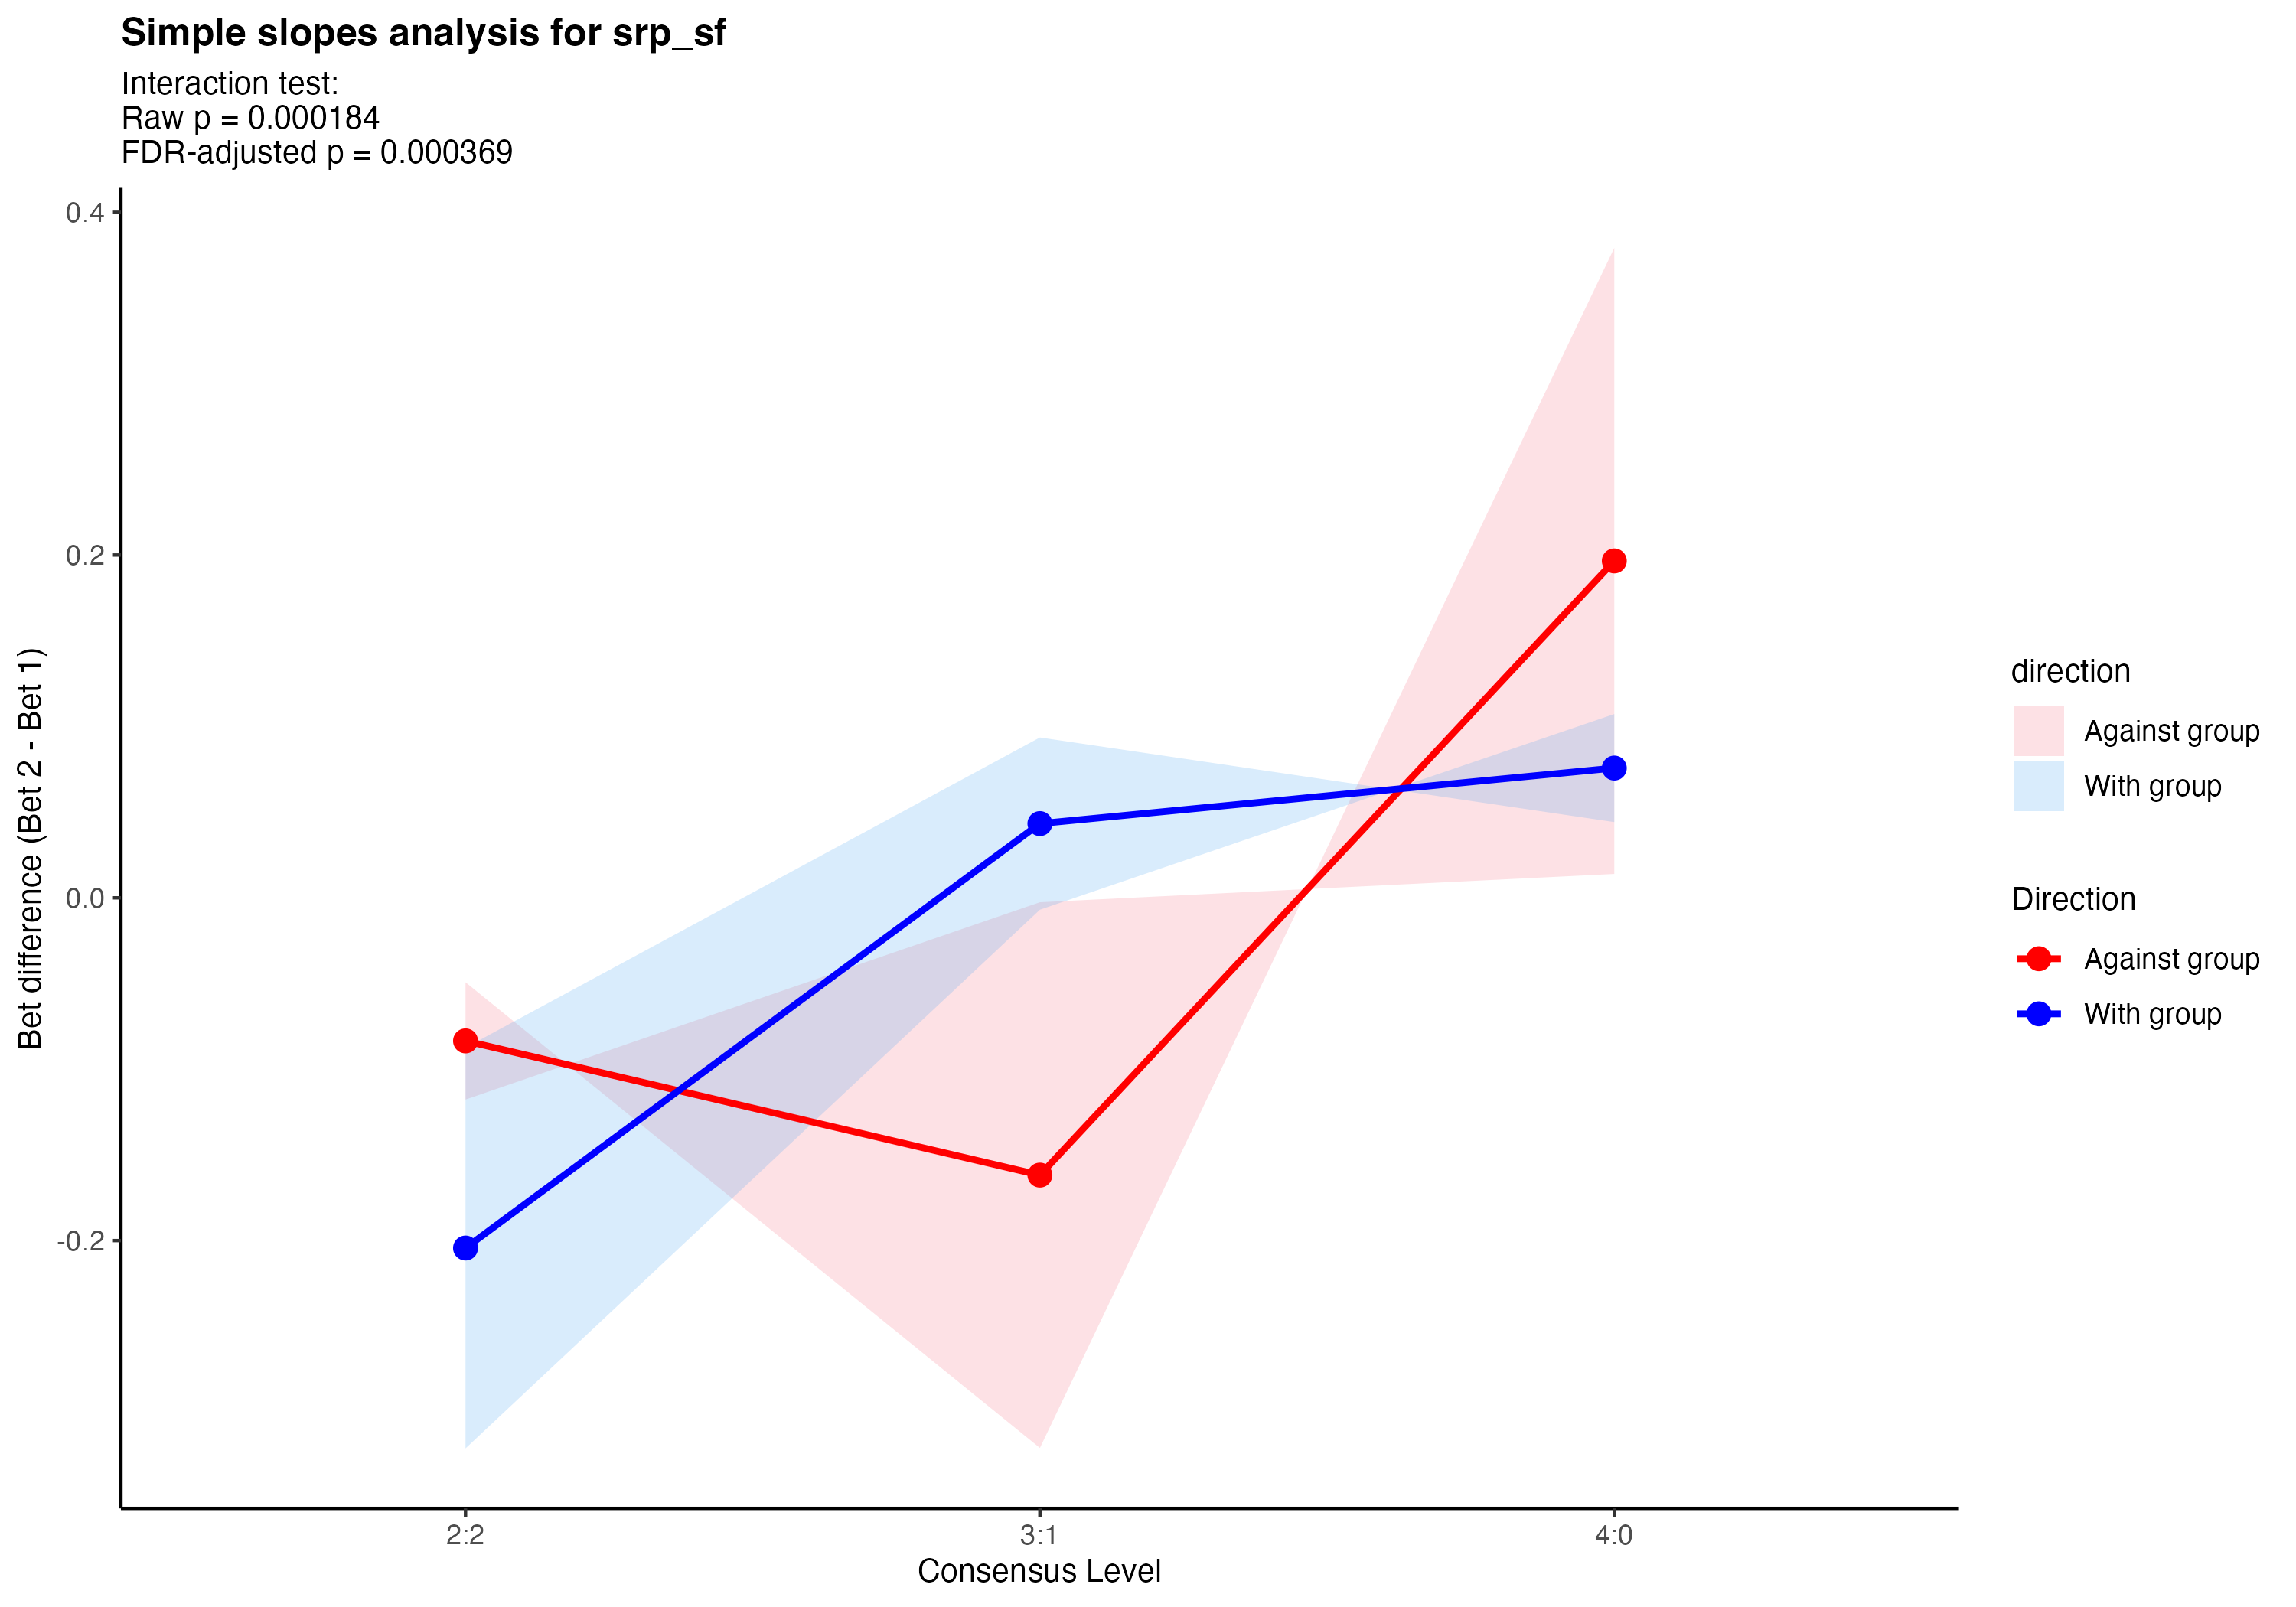 Simple slopes analysis for srp_sf
Interaction test:
Raw p = 0.000184
FDR-adjusted p = 0.000369
0.4
0.2
0.0
-0.2
Bet difference (Bet 2 - Bet 1)
2:2
3:1
4:0
Consensus Level
direction
Against group
With group
Direction
Against group
With group